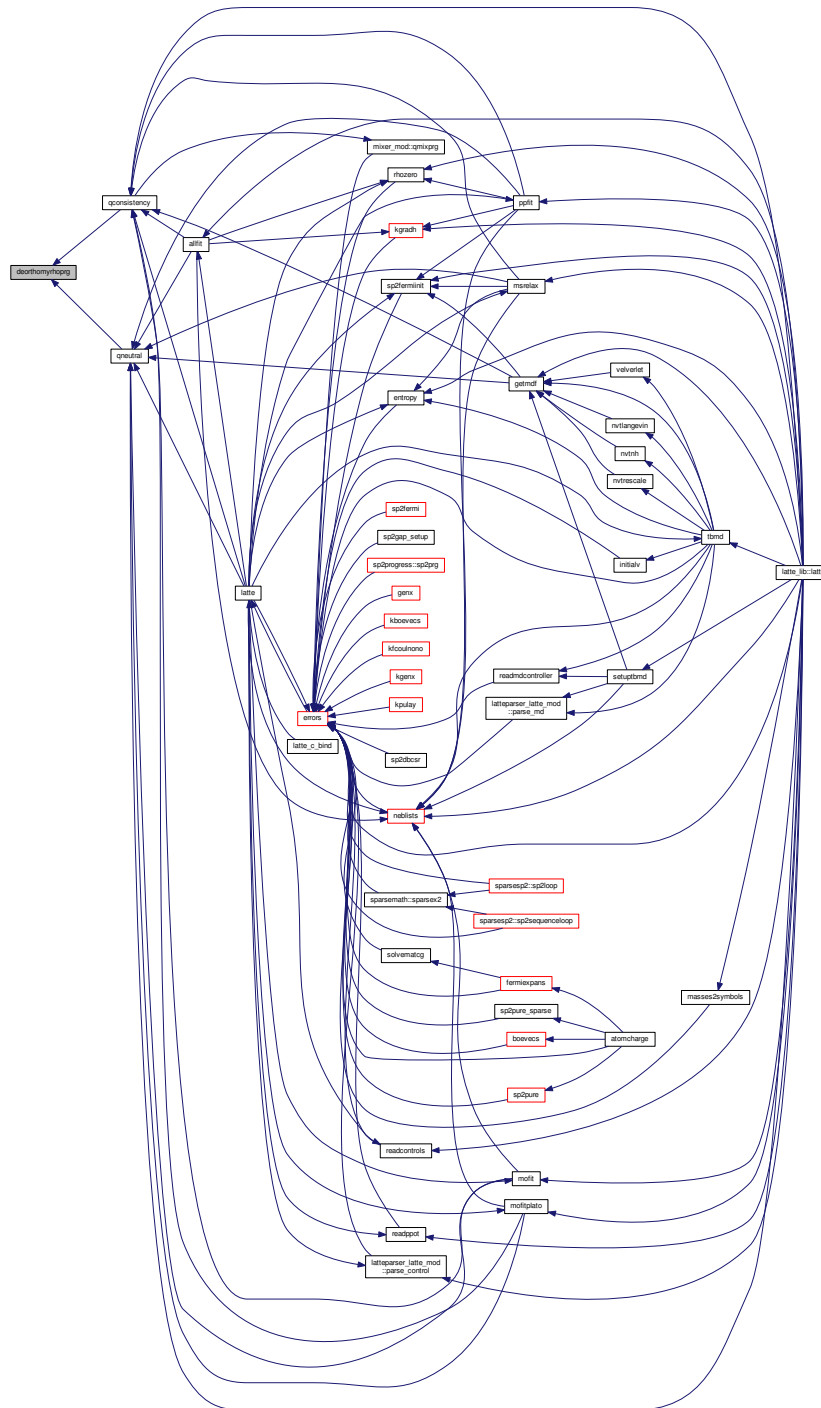 mixer_mod::qmixprg
rhozero
qconsistency
ppfit
kgradh
allfit
deorthomyrhoprg
sp2fermiinit
msrelax
qneutral
velverlet
getmdf
entropy
nvtlangevin
nvtnh
nvtrescale
sp2fermi
sp2gap_setup
tbmd
sp2progress::sp2prg
initialv
latte_lib::latt
latte
genx
kboevecs
kfcoulnono
kgenx
readmdcontroller
setuptbmd
kpulay
latteparser_latte_mod
::parse_md
errors
latte_c_bind
sp2dbcsr
neblists
sparsesp2::sp2loop
sparsemath::sparsex2
sparsesp2::sp2sequenceloop
solvematcg
fermiexpans
masses2symbols
sp2pure_sparse
boevecs
atomcharge
sp2pure
readcontrols
mofit
mofitplato
readppot
latteparser_latte_mod
::parse_control